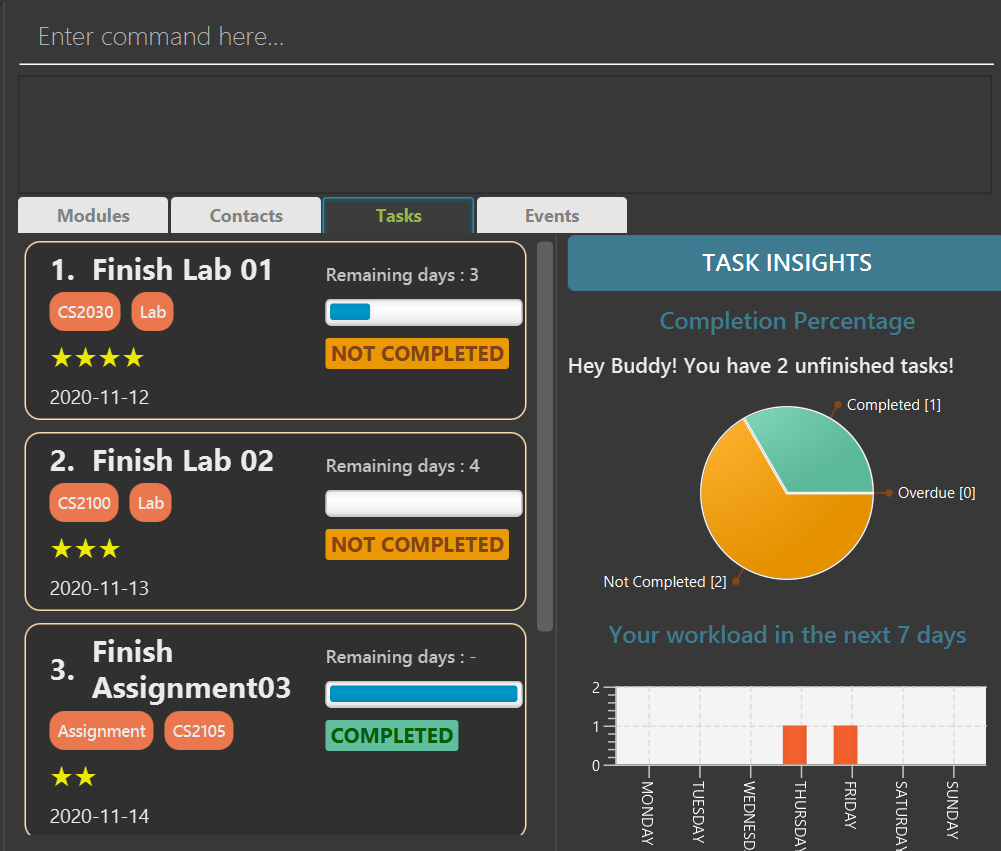 Enter command here...
Modules
Contacts
Tasks
Events
1. Finish Lab 01
Remaining days : 3
CS2030
Lab
NOT COMPLETED
2020-11-12
2. Finish Lab 02
Remaining days : 4
CS2100
Lab
NOT COMPLETED
2020-11-13
3.
Finish
Assignment03
Remaining days : -
Assignment
CS2105
COMPLETED
2020-11-14
TASK INSIGHTS
Completion Percentage
Hey Buddy! You have 2 unfinished tasks!
Completed [1]
Overdue [0]
Not Completed [2]
Your workload in the next 7 days
2
1
0
MONDAY
TUESDAY
WEDNESD
THURSDAY
FRIDAY
SATURDAY
SUNDAY